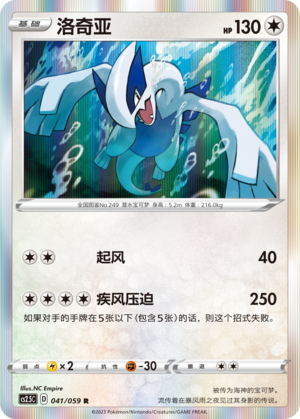 基础 洛奇亚 HP 130
全国图鉴No.249 潜水宝可梦 身高：5.2m 体重：216.0kg
起风 40
疾风压迫 250
如果对手的手牌在5张以下（包含5张）的话，则这个招式失败。
弱点 ×2 抵抗力 -30 撤退
Illus.NC Empire
CS2.5C D 041/059 R
被传为海神的宝可梦。
流传着在暴风雨之夜见过其身影的传说。
©2023 Pokémon/Nintendo/Creatures/GAME FREAK.